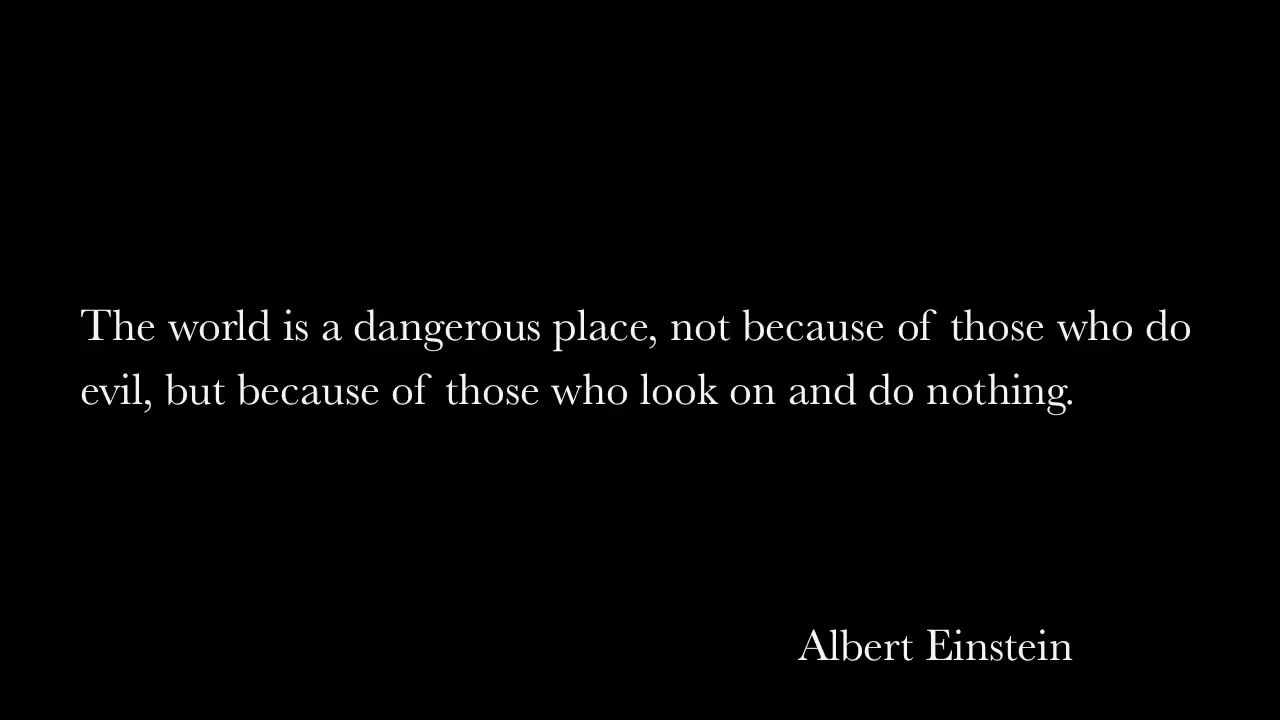 The world is a dangerous place, not because of those who do
evil, but because of those who look on and do nothing.
Albert Einstein